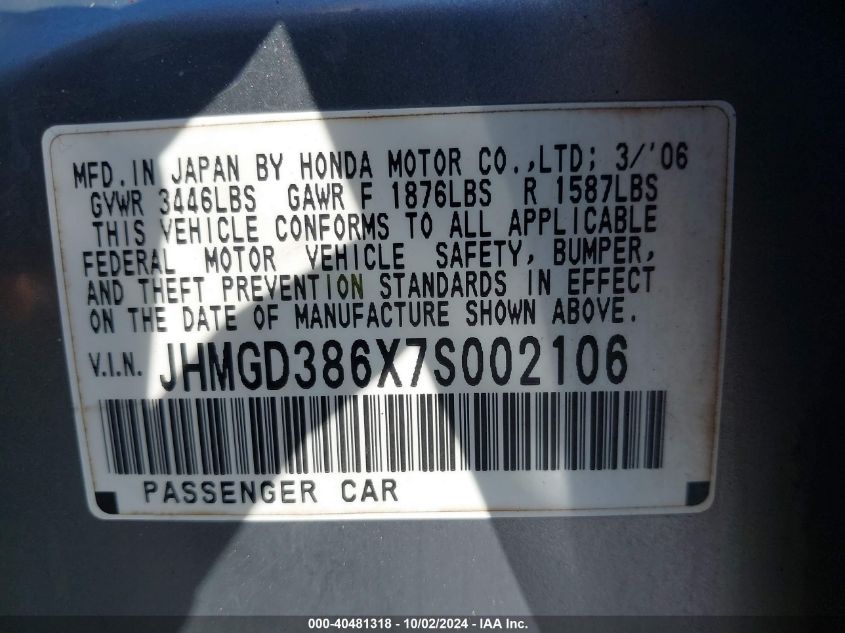 MFD.IN JAPAN BY HONDA MOTOR CO.,LTD; 3/'06
GVWR 3446LBS GAWR F 1876LBS R 1587LBS
THIS VEHICLE CONFORMS TO ALL APPLICABLE
FEDERAL MOTOR VEHICLE SAFETY, BUMPER,
AND THEFT PREVENTION STANDARDS IN EFFECT
ON THE DATE OF MANUFACTURE SHOWN ABOVE.
V.I.N. JHMGD386X7S002106
PASSENGER CAR
000-40481318 - 10/02/2024 - IAA Inc.